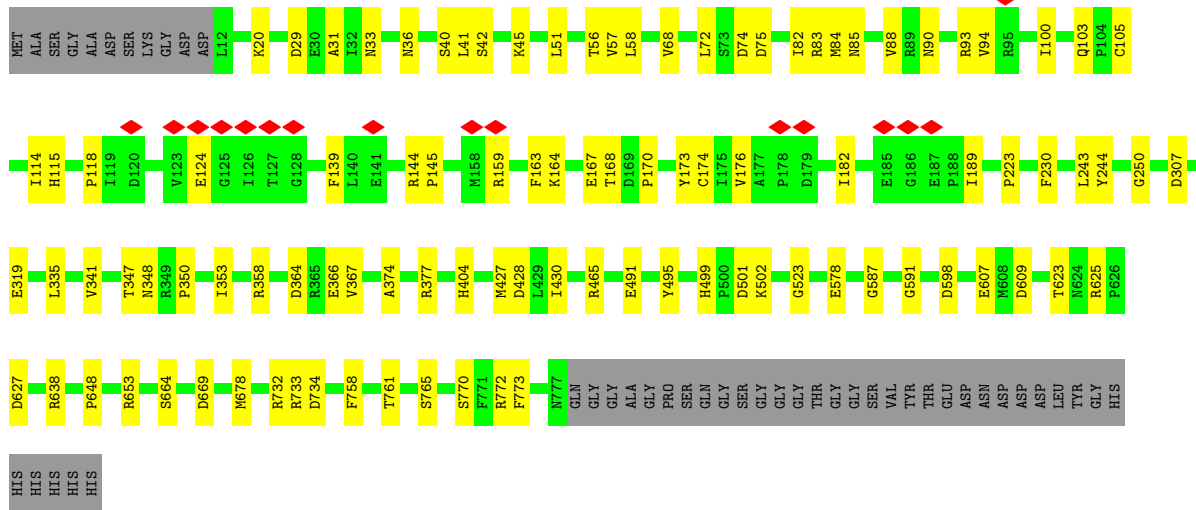 MET ALA SER GLY ALA ASP SER LYS GLY ASP ASP L12 K20 D29 E30 A31 I32 N33 N36 S40 L41 S42 K45 L51 T56 V57 L58 V68 L72 S73 D74 D75 I82 R83 M84 N85 V88 R89 N90 R93 V94 R95 I100 Q103 P104 C105
I114 H115 P118 I119 D120 V123 E124 G125 I126 T127 G128 F139 L140 E141 R144 P145 M158 R159 F163 K164 E167 T168 D169 P170 Y173 C174 I175 V176 A177 P178 D179 I182 E185 G186 E187 P188 I189 P223 F230 L243 Y244 G250 D307
E319 L335 V341 T347 N348 R349 P350 I353 R358 D364 R365 E366 V367 A374 R377 H404 M427 D428 L429 I430 R465 E491 Y495 H499 P500 D501 K502 G523 E578 G587 G591 D598 E607 M608 D609 T623 N624 R625 P626
D627 R638 P648 R653 S664 D669 M678 R732 R733 D734 F758 T761 S765 S770 F771 R772 F773 N777 GLN GLY GLY ALA GLY PRO SER GLN GLY SER GLY GLY GLY THR GLY GLY SER VAL TYR THR GLU ASP ASN ASP ASP ASP LEU TYR GLY HIS
HIS HIS HIS HIS HIS